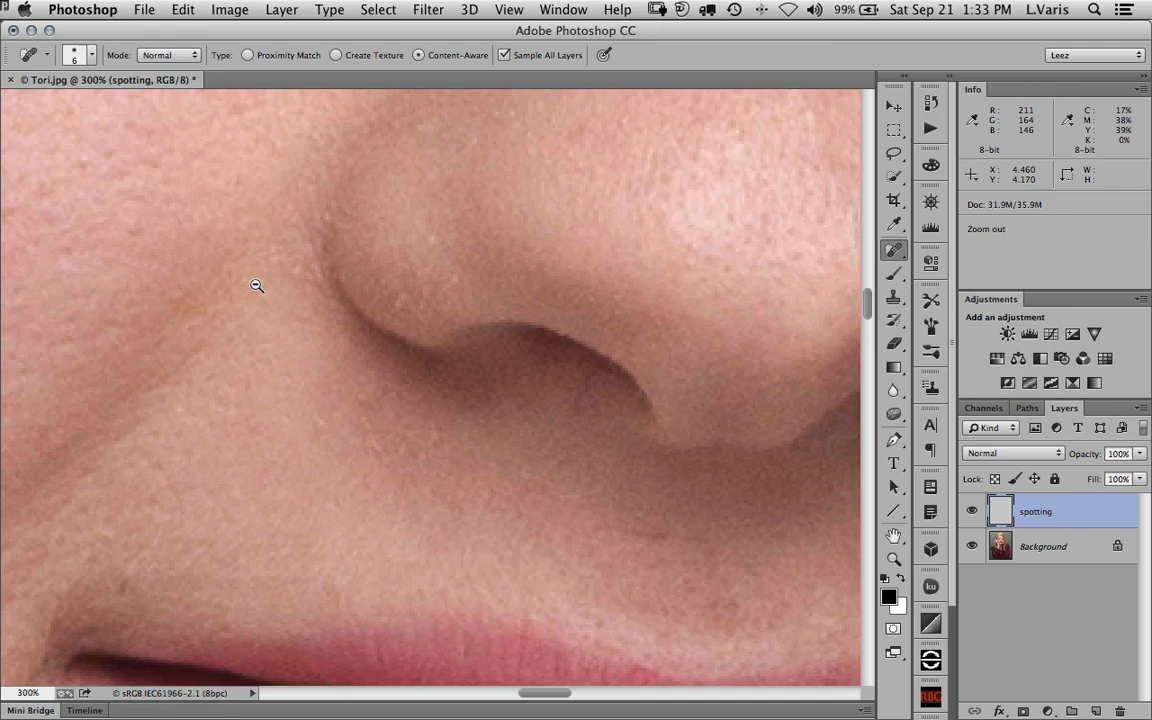 Photoshop File Edit Image Layer Type Select Filter 3D View Window Help 99% Sat Sep 21 1:33 PM L.Varis
Adobe Photoshop CC
6 Mode: Normal Type: Proximity Match Create Texture Content-Aware Sample All Layers Leez
© Tori.jpg @ 300% (spotting, RGB/8) *
Info
R: 211 C: 17%
G: 164 M: 38%
B: 146 Y: 39%
K: 0%
8-bit 8-bit
X: 4.460 W:
Y: 4.170 H:
Doc: 31.9M/35.9M
Zoom out
Adjustments
Add an adjustment
Channels Paths Layers
Kind
Normal Opacity: 100%
Lock: Fill: 100%
spotting
Background
ku
RBG
300% © sRGB IEC61966-2.1 (8bpc)
Mini Bridge Timeline